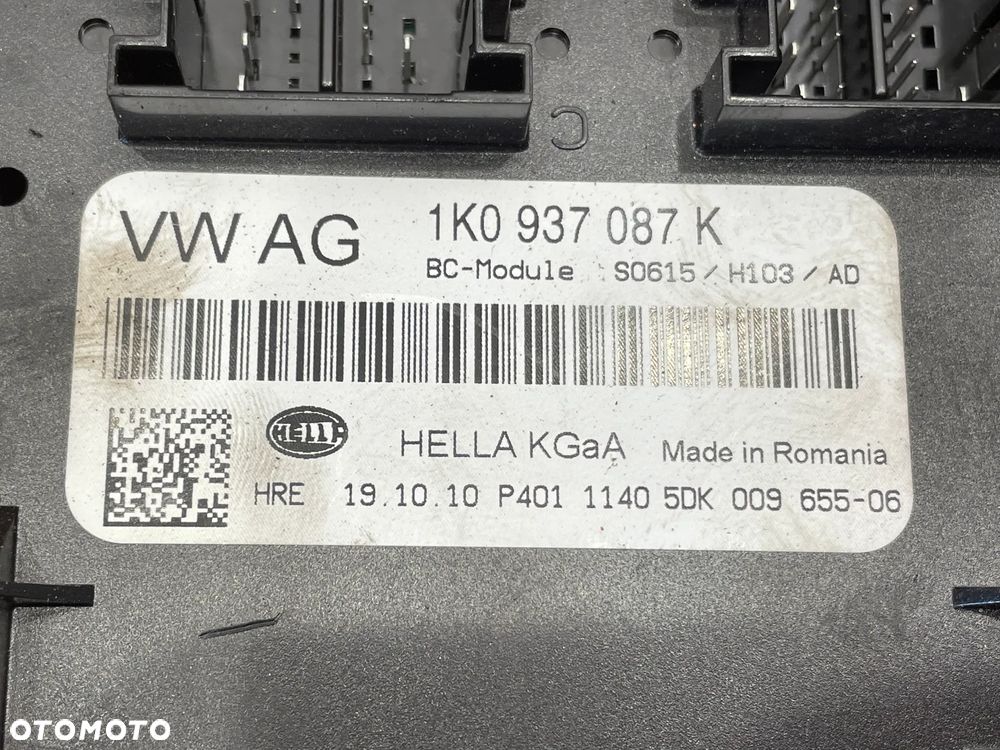 C
VW AG
1K0 937 087 K
BC-Module S0615 / H103 / AD
HELLA
HELLA KGaA Made in Romania
HRE 19.10.10 P401 1140 5DK 009 655-06
OTOMOTO